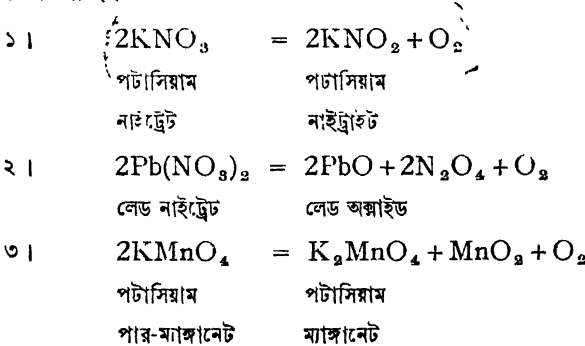 ১। 2KNO₃ = 2KNO₂ + O₂
পটাসিয়াম পটাসিয়াম
নাইট্রেট নাইট্রাইট
২। 2Pb(NO₃)₂ = 2PbO + 2N₂O₄ + O₂
লেড নাইট্রেট লেড অক্সাইড
৩। 2KMnO₄ = K₂MnO₄ + MnO₂ + O₂
পটাসিয়াম পটাসিয়াম
পার-ম্যাঙ্গানেট ম্যাঙ্গানেট